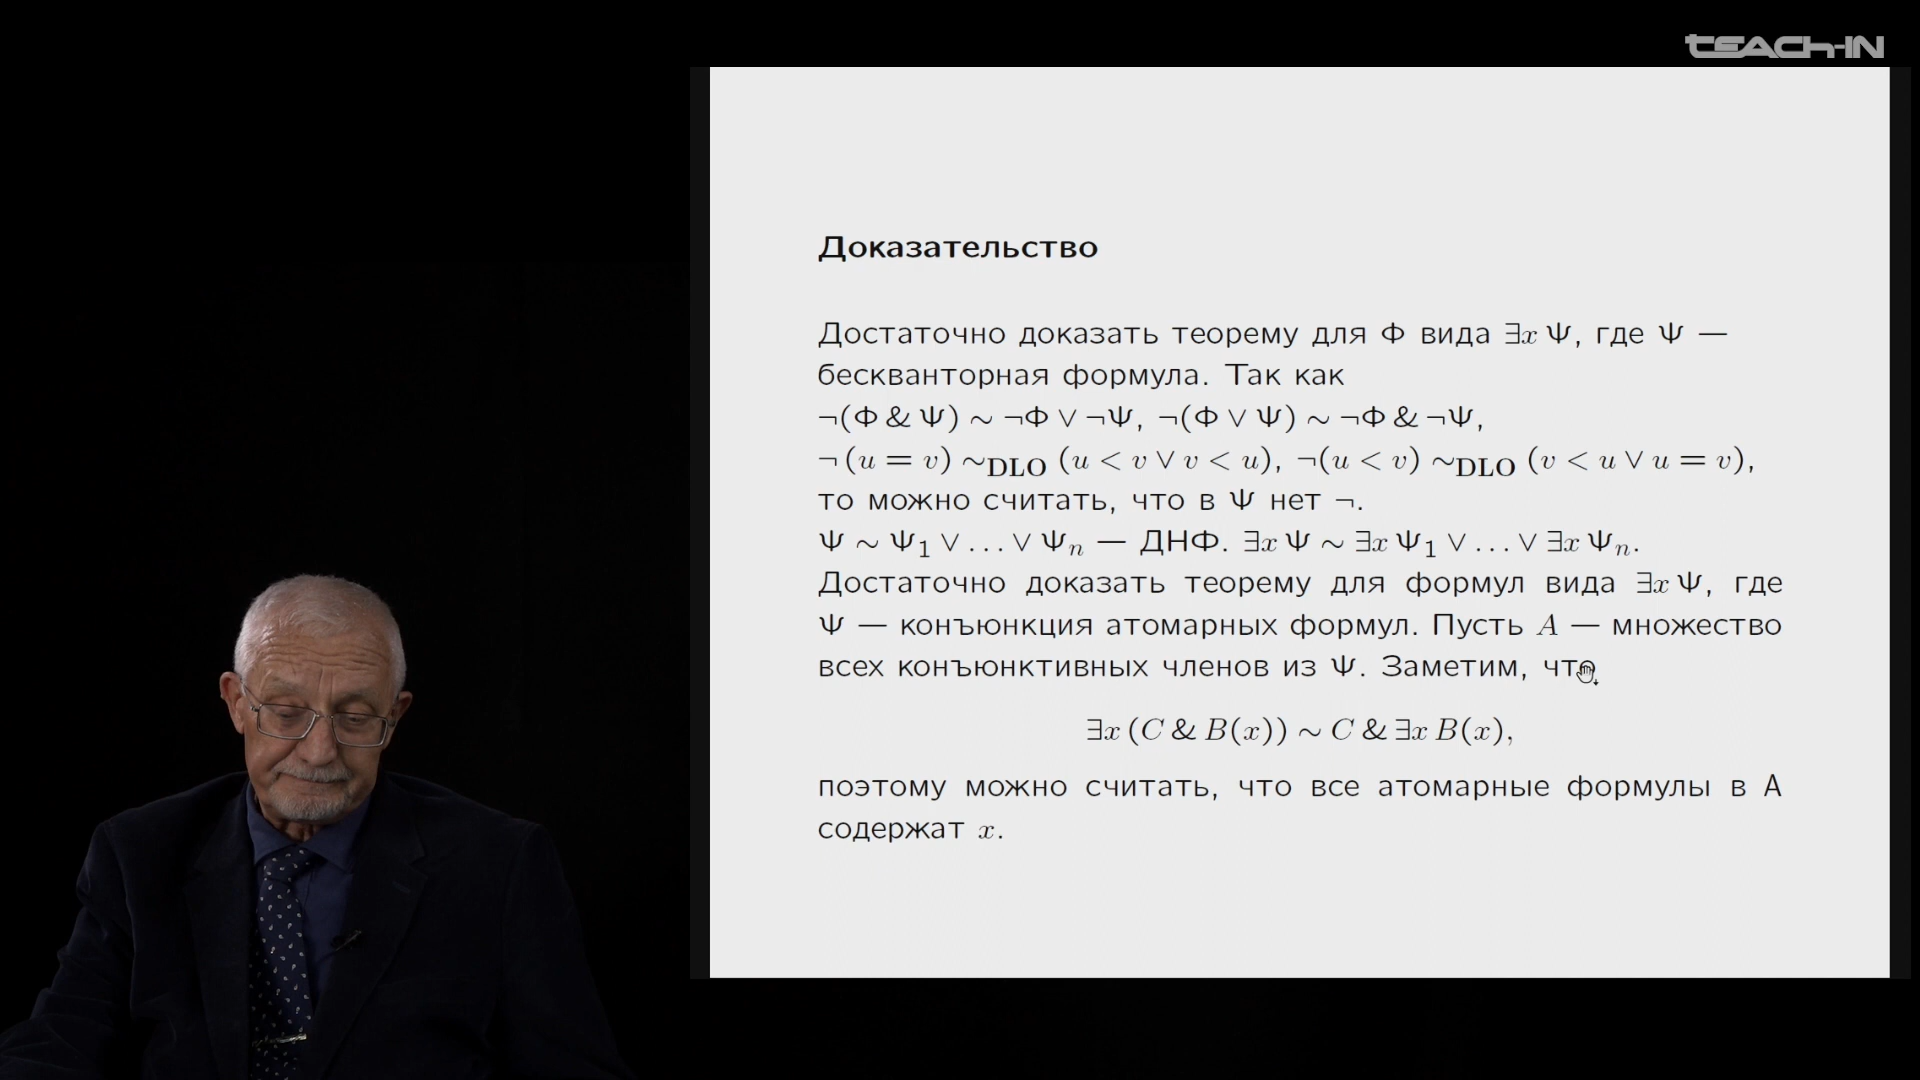 teach-in
Доказательство
Достаточно доказать теорему для Φ вида ∃x Ψ, где Ψ —
бескванторная формула. Так как
¬(Φ & Ψ) ∼ ¬Φ ∨ ¬Ψ, ¬(Φ ∨ Ψ) ∼ ¬Φ & ¬Ψ,
¬ (u = v) ∼DLO (u < v ∨ v < u), ¬(u < v) ∼DLO (v < u ∨ u = v),
то можно считать, что в Ψ нет ¬.
Ψ ∼ Ψ₁ ∨ … ∨ Ψₙ — ДНФ. ∃x Ψ ∼ ∃x Ψ₁ ∨ … ∨ ∃x Ψₙ.
Достаточно доказать теорему для формул вида ∃x Ψ, где
Ψ — конъюнкция атомарных формул. Пусть A — множество
всех конъюнктивных членов из Ψ. Заметим, что
∃x (C & B(x)) ∼ C & ∃x B(x),
поэтому можно считать, что все атомарные формулы в A
содержат x.